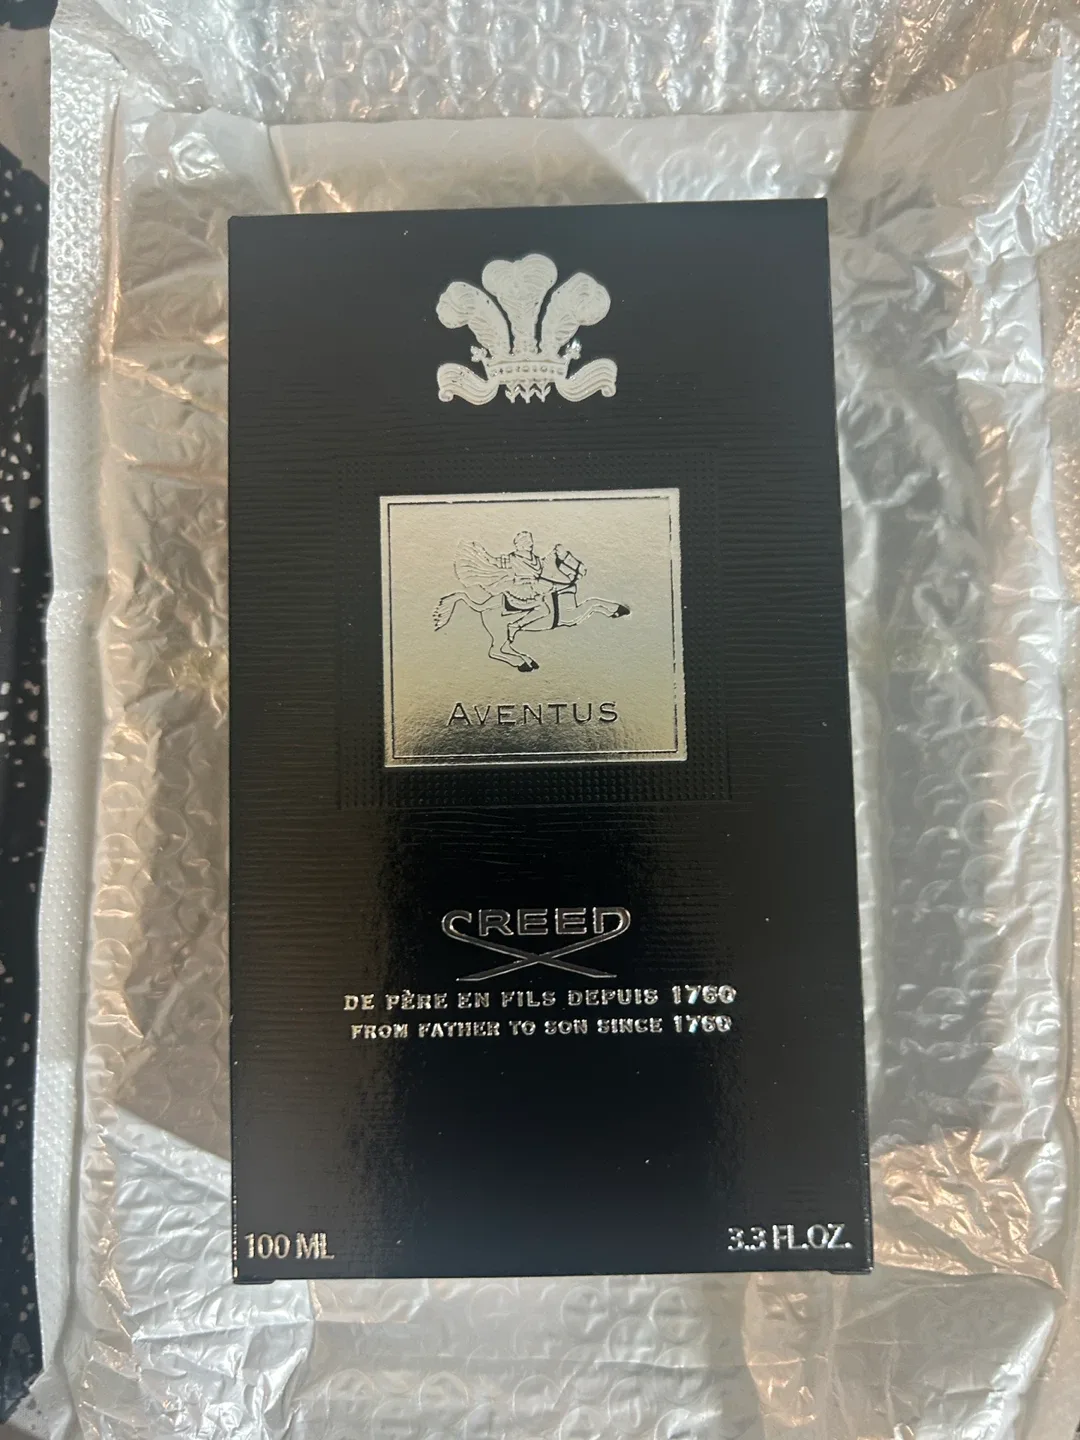 AVENTUS
CREED
DE PÈRE EN FILS DEPUIS 1760
FROM FATHER TO SON SINCE 1760
100 ML
3.3 FL.OZ.